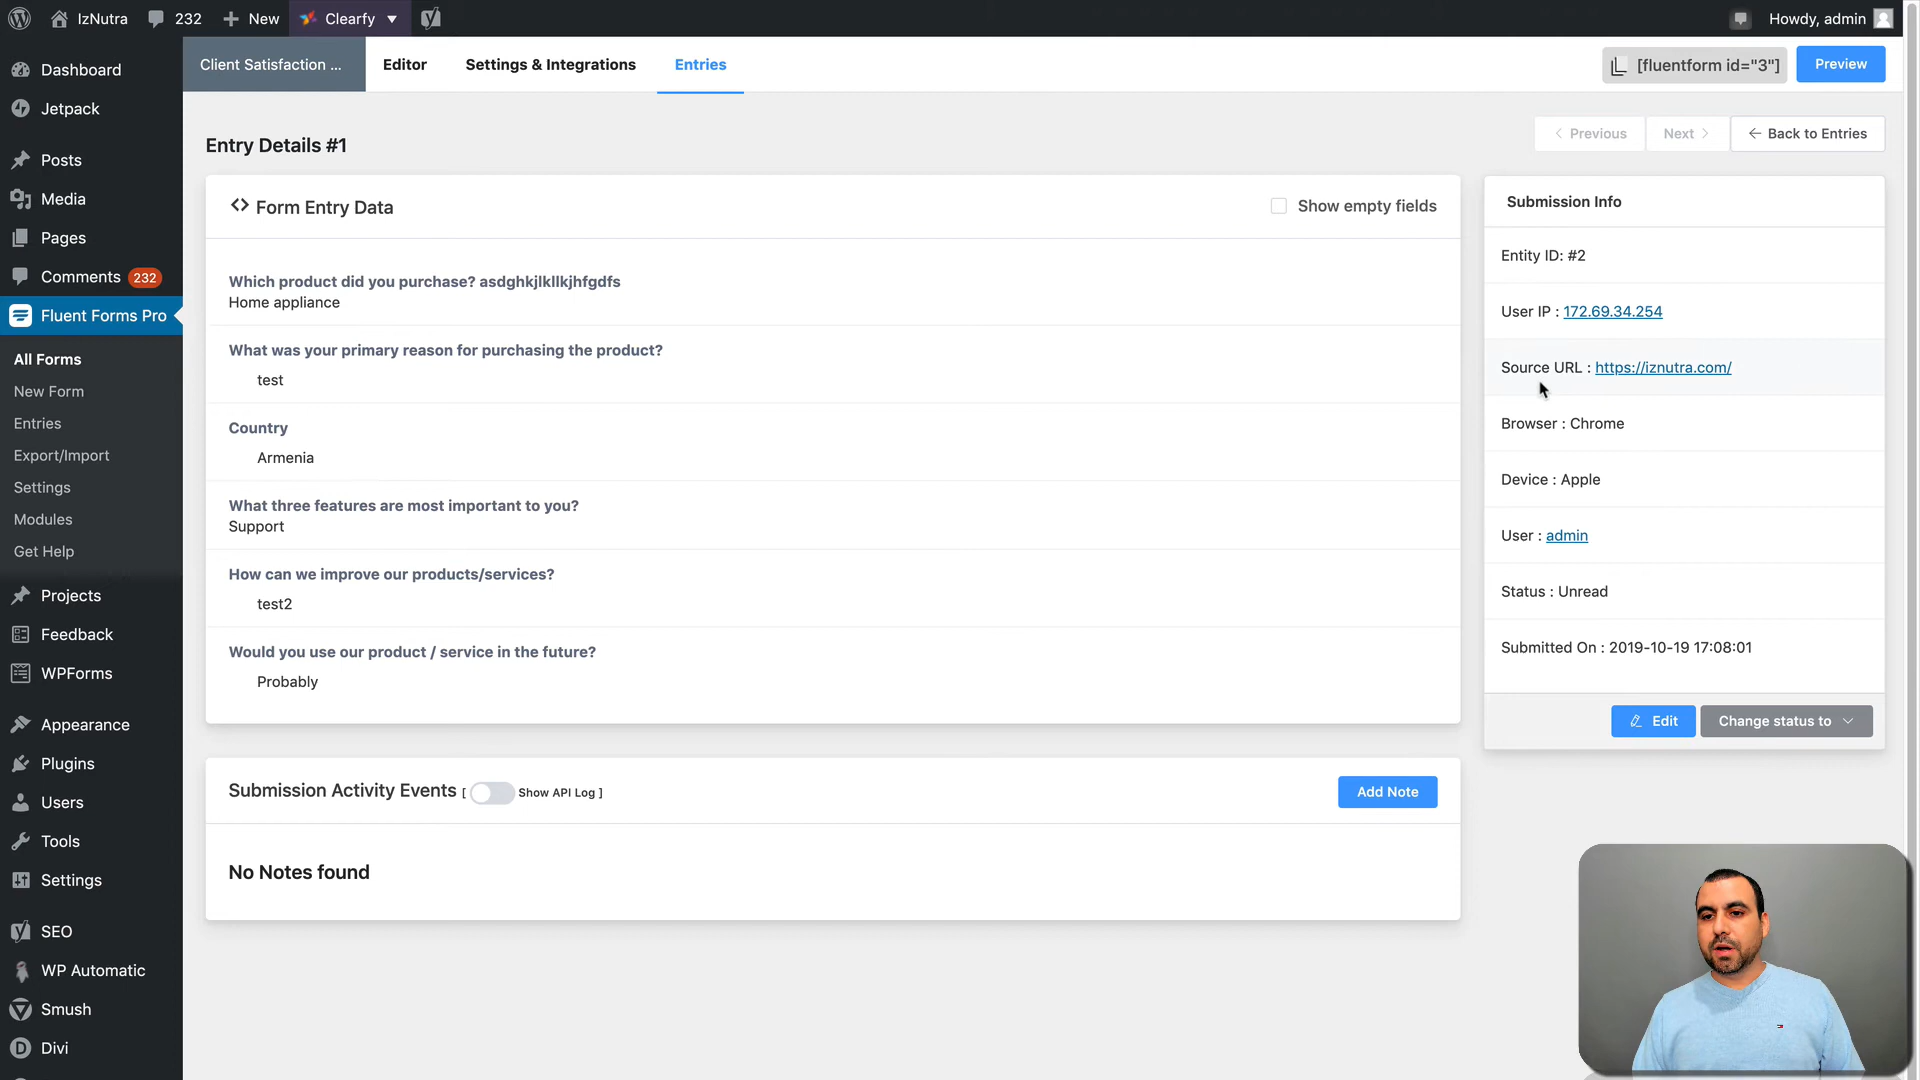 IzNutra 232 New Clearfy Howdy, admin
Client Satisfaction ... Editor Settings & Integrations Entries [fluentform id="3"] Preview
Dashboard
Jetpack
Posts
Media
Pages
Comments 232
Fluent Forms Pro
All Forms
New Form
Entries
Export/Import
Settings
Modules
Get Help
Projects
Feedback
WPForms
Appearance
Plugins
Users
Tools
Settings
SEO
WP Automatic
Smush
Divi
Entry Details #1
Previous Next Back to Entries
Form Entry Data Show empty fields
Which product did you purchase? asdghkjlkllkjhfgdfs
Home appliance
What was your primary reason for purchasing the product?
test
Country
Armenia
What three features are most important to you?
Support
How can we improve our products/services?
test2
Would you use our product / service in the future?
Probably
Submission Activity Events [ Show API Log ] Add Note
No Notes found
Submission Info
Entity ID: #2
User IP : 172.69.34.254
Source URL : https://iznutra.com/
Browser : Chrome
Device : Apple
User : admin
Status : Unread
Submitted On : 2019-10-19 17:08:01
Edit Change status to